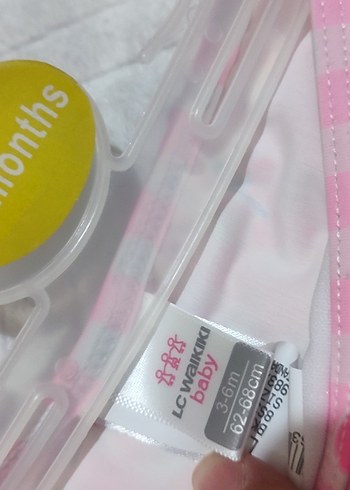 months
LC WAIKIKI
baby
3-6m
62-68cm